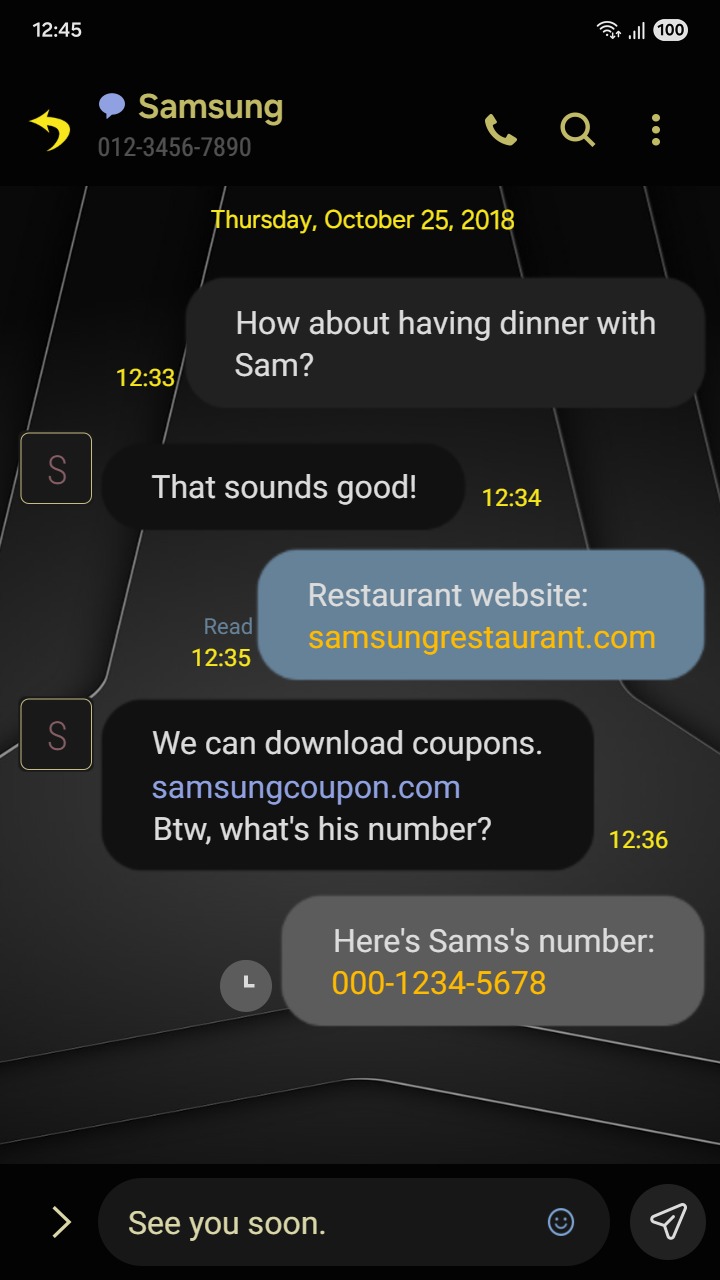 12:45
100
Samsung
012-3456-7890
Thursday, October 25, 2018
How about having dinner with
Sam?
12:33
S
That sounds good!
12:34
Restaurant website:
samsungrestaurant.com
Read
12:35
S
We can download coupons.
samsungcoupon.com
Btw, what's his number?
12:36
Here's Sams's number:
000-1234-5678
See you soon.